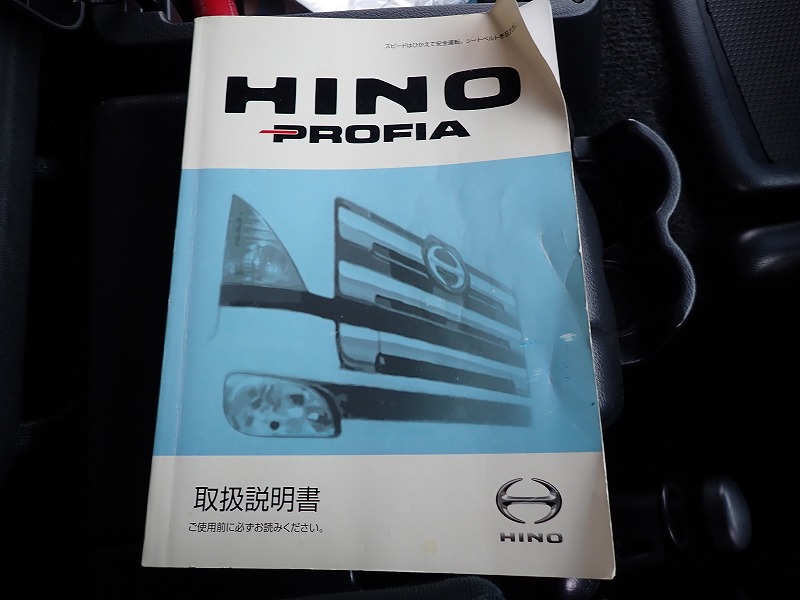 スピードはひかえて安全運転、シートベルト
HINO
PROFIA
取扱説明書
ご使用前に必ずお読みください。
HINO